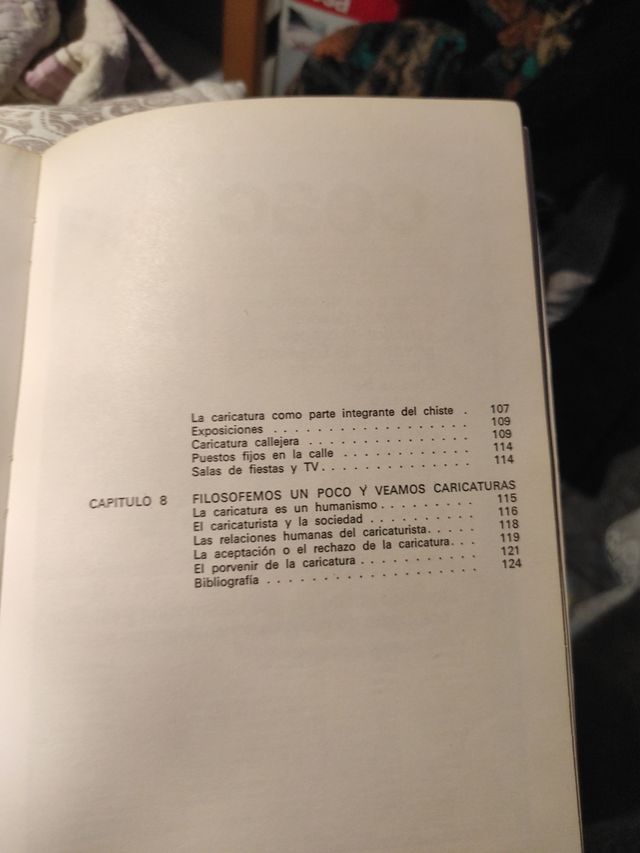 La caricatura como parte integrante del chiste . 107
Exposiciones . . . . . . . . . . . . . . . . . . 109
Caricatura callejera . . . . . . . . . . . . . . . 109
Puestos fijos en la calle . . . . . . . . . . . . 114
Salas de fiestas y TV. . . . . . . . . . . . . . 114
CAPITULO 8 FILOSOFEMOS UN POCO Y VEAMOS CARICATURAS
La caricatura es un humanismo . . . . . . . . . 115
El caricaturista y la sociedad . . . . . . . . . . 116
Las relaciones humanas del caricaturista. . . . . 118
La aceptación o el rechazo de la caricatura. . . 119
El porvenir de la caricatura . . . . . . . . . . . 121
Bibliografía . . . . . . . . . . . . . . . . . . . 124